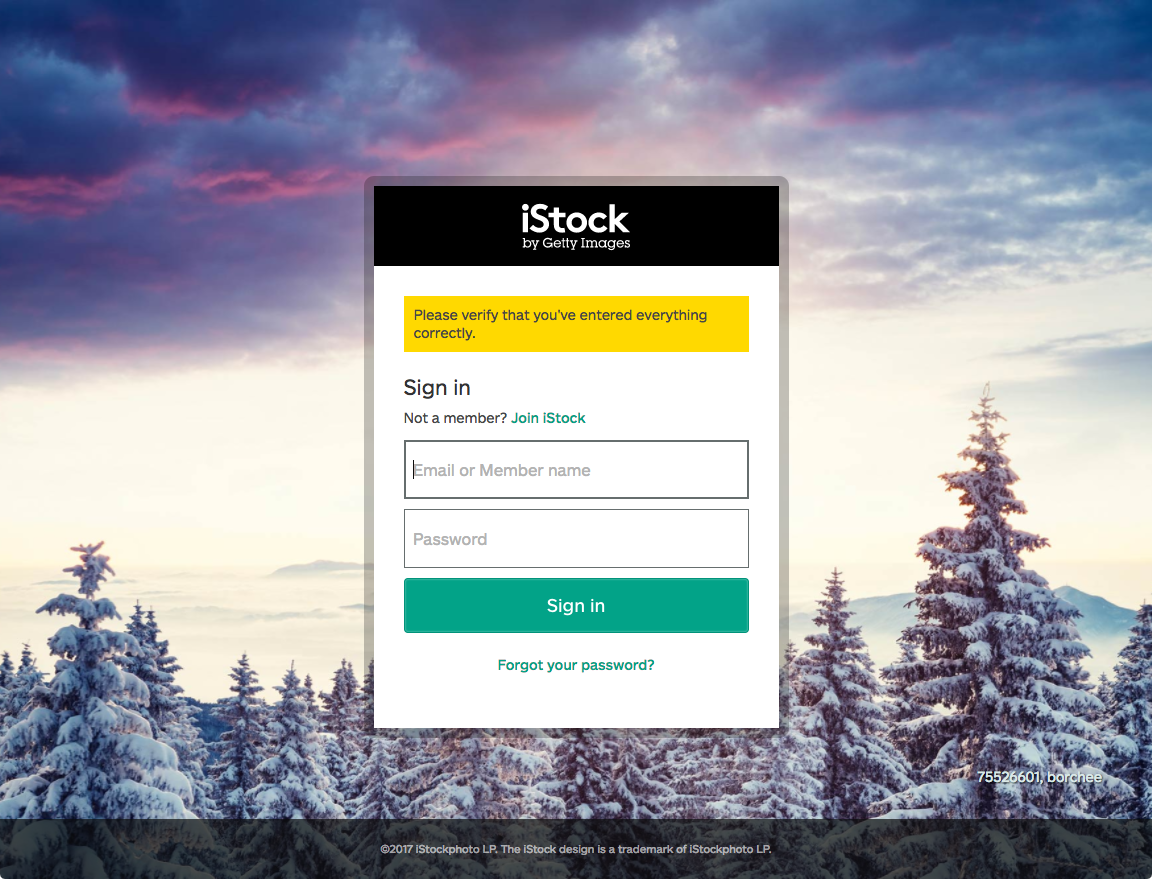 iStock
by Getty Images
Please verify that you've entered everything
correctly.
Sign in
Not a member? Join iStock
Email or Member name
Password
Sign in
Forgot your password?
75526601, borchee
©2017 iStockphoto LP. The iStock design is a trademark of iStockphoto LP.